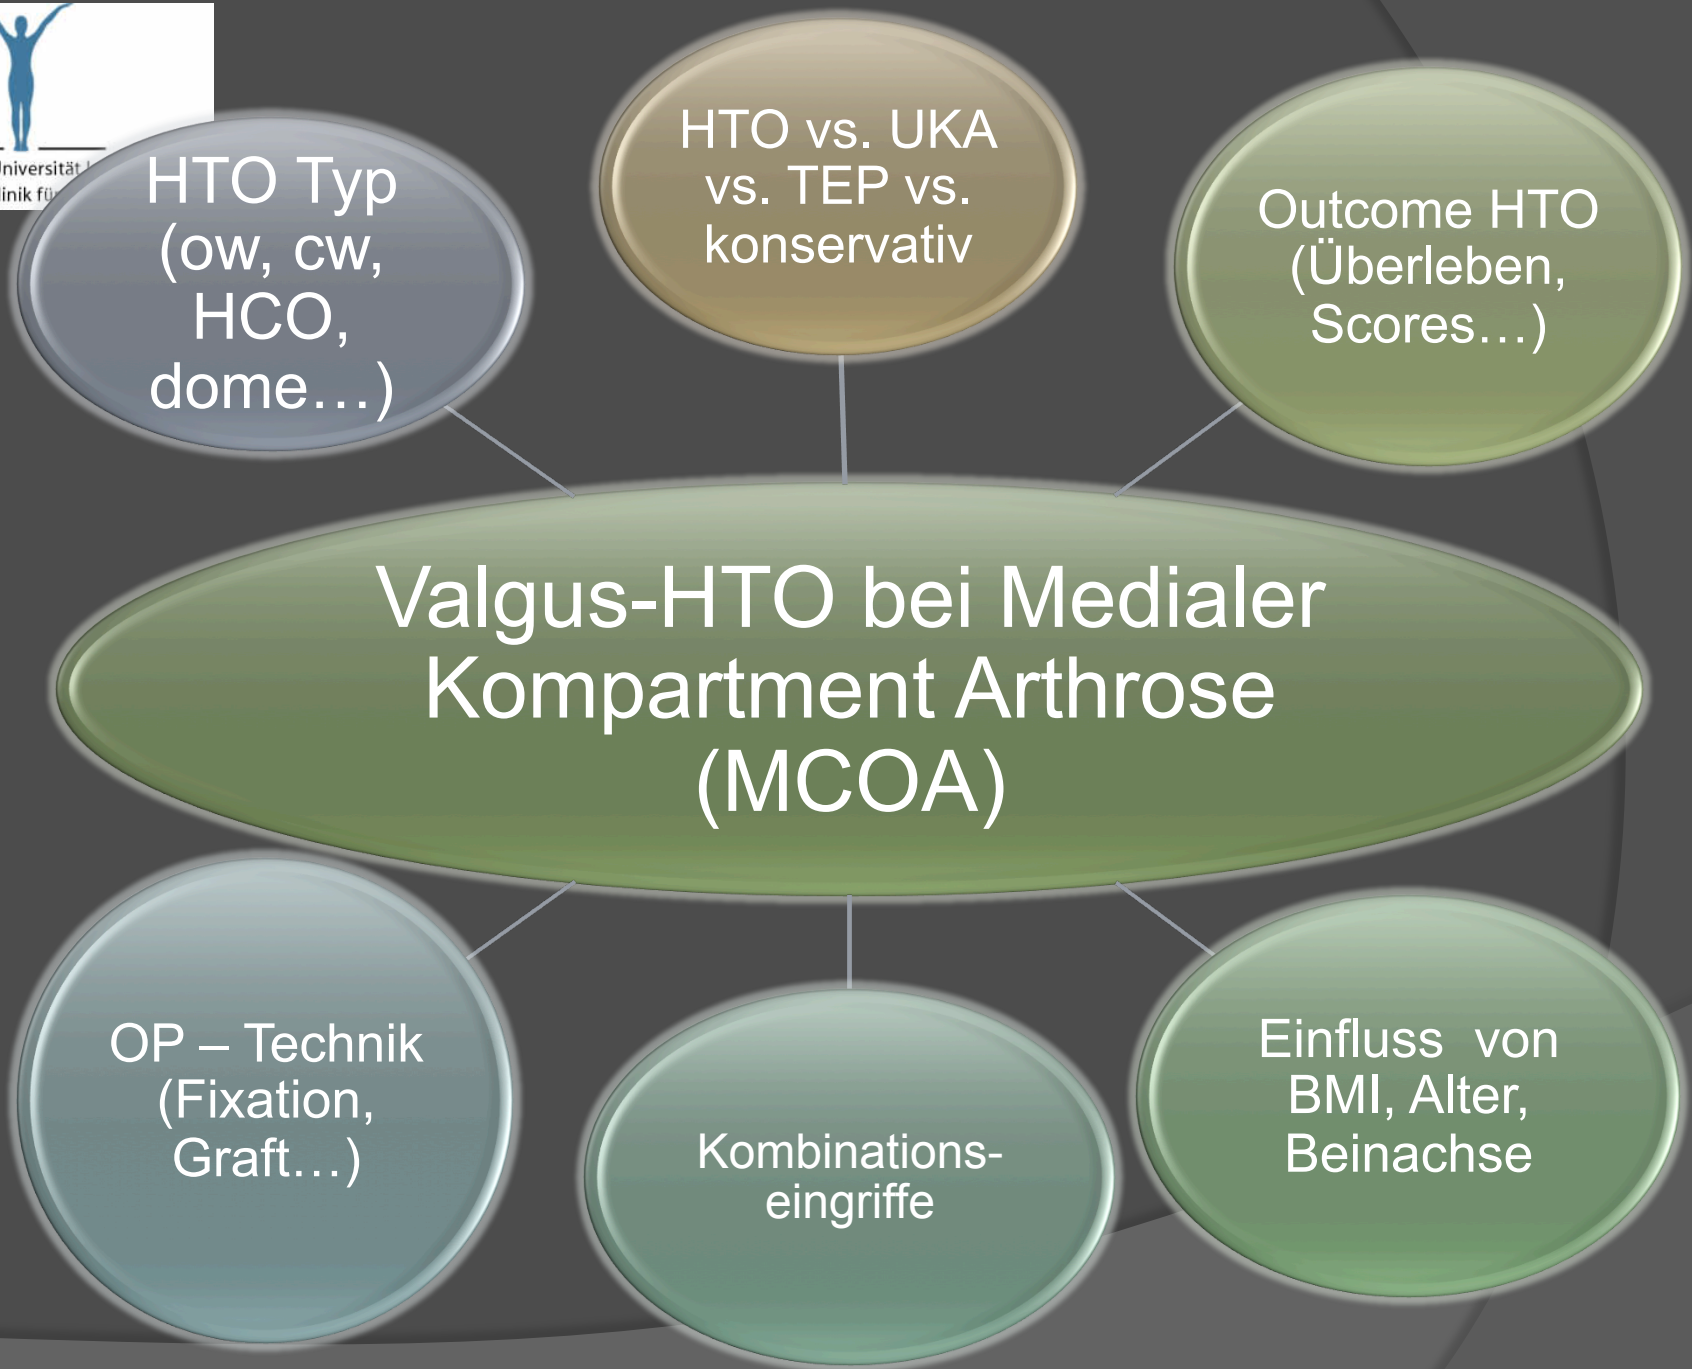 Universität
HTO Typ
(ow, cw,
HCO,
dome…)
HTO vs. UKA
vs. TEP vs.
konservativ
Outcome HTO
(Überleben,
Scores…)
Valgus-HTO bei Medialer
Kompartment Arthrose
(MCOA)
OP – Technik
(Fixation,
Graft…)
Kombinations-
eingriffe
Einfluss  von
BMI, Alter,
Beinachse